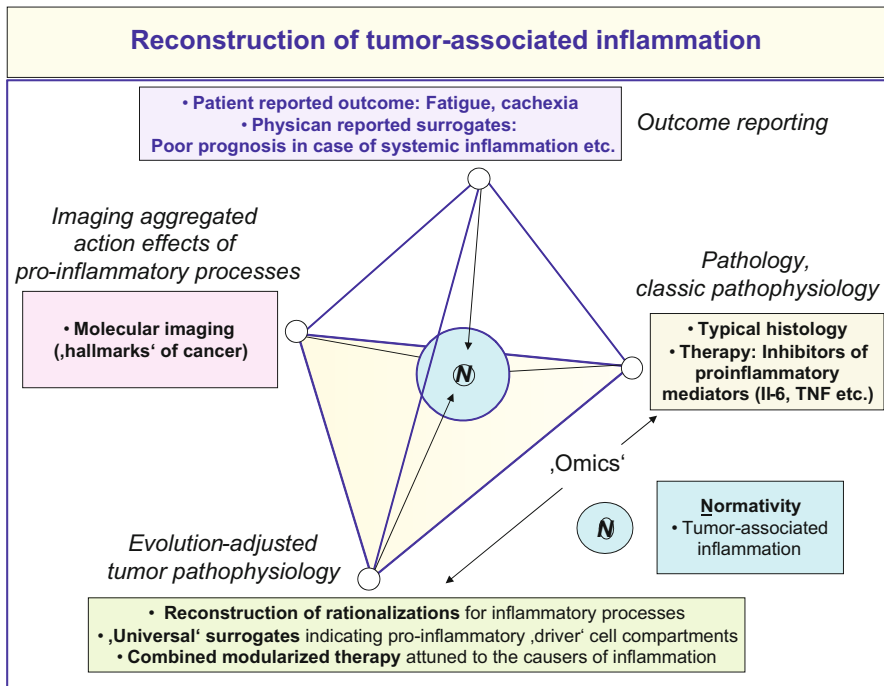 Reconstruction of tumor-associated inflammation
• Patient reported outcome: Fatigue, cachexia
• Physican reported surrogates:
Poor prognosis in case of systemic inflammation etc.
Outcome reporting
Imaging aggregated
action effects of
pro-inflammatory processes
• Molecular imaging
(‚hallmarks‘ of cancer)
Pathology,
classic pathophysiology
• Typical histology
• Therapy: Inhibitors of
proinflammatory
mediators (Il-6, TNF etc.)
N
‚Omics‘
N
Normativity
• Tumor-associated
inflammation
Evolution-adjusted
tumor pathophysiology
• Reconstruction of rationalizations for inflammatory processes
• ‚Universal‘ surrogates indicating pro-inflammatory ‚driver‘ cell compartments
• Combined modularized therapy attuned to the causers of inflammation